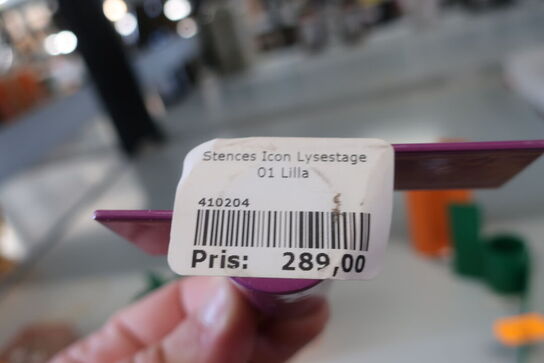 Stences Icon Lysestage
01 Lilla
410204
Pris: 289,00